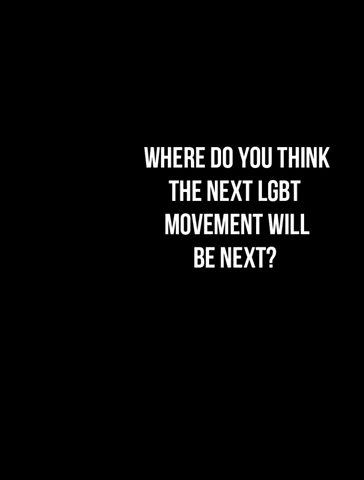 WHERE DO YOU THINK
THE NEXT LGBT
MOVEMENT WILL
BE NEXT?